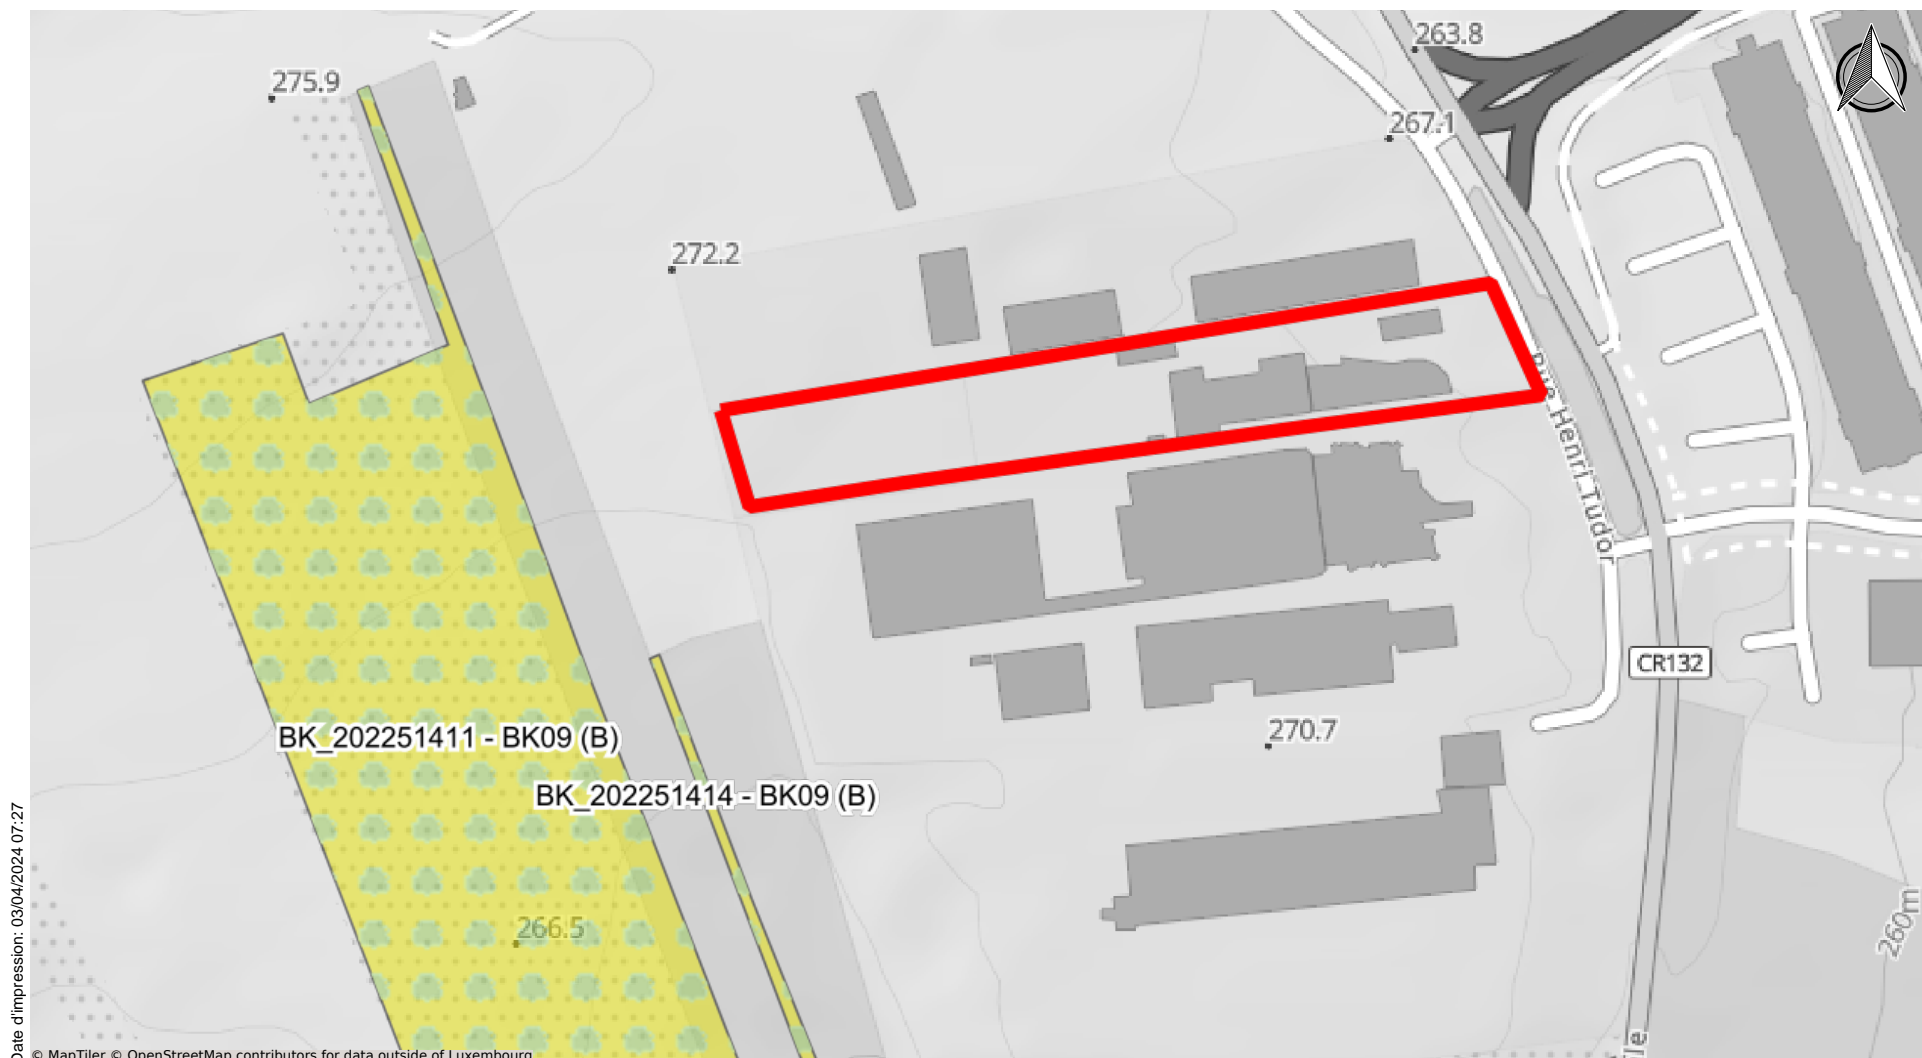 263.8
275.9
267.1
272.2
Rue Henri Tudor
CR132
BK_202251411 - BK09 (B)
270.7
BK_202251414 - BK09 (B)
266.5
260m
Date d'impression: 03/04/2024 07:27
© MapTiler © OpenStreetMap contributors for data outside of Luxembourg